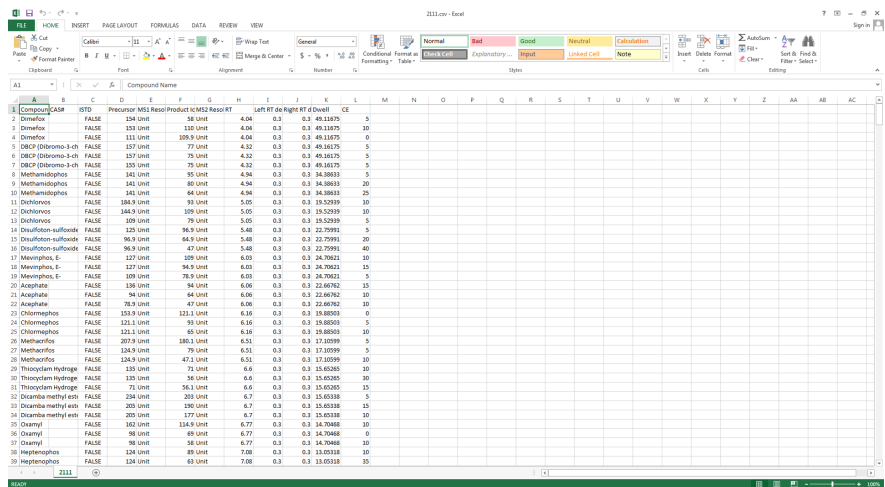 2111.csv - Excel
Sign in
FILE HOME INSERT PAGE LAYOUT FORMULAS DATA REVIEW VIEW
Paste Cut Copy Format Painter Clipboard
Calibri 11 B I U Font
Wrap Text Merge & Center Alignment
General $ % , Number
Conditional Formatting Format as Table
Normal Bad Good Neutral Calculation
Check Cell Explanatory ... Input Linked Cell Note
Styles
Insert Delete Format Cells
AutoSum Fill Clear Sort & Filter Find & Select Editing
A1 fx Compound Name
A B C D E F G H I J K L M N O P Q R S T U V W X Y Z AA AB AC
1 Compoun CAS# ISTD Precursor MS1 Resol Product Ic MS2 Resol RT Left RT de Right RT d Dwell CE
2 Dimefox FALSE 154 Unit 58 Unit 4.04 0.3 0.3 49.11675 5
3 Dimefox FALSE 153 Unit 110 Unit 4.04 0.3 0.3 49.11675 10
4 Dimefox FALSE 111 Unit 109.9 Unit 4.04 0.3 0.3 49.11675 0
5 DBCP (Dibromo-3-ch FALSE 157 Unit 77 Unit 4.32 0.3 0.3 49.16175 5
6 DBCP (Dibromo-3-ch FALSE 157 Unit 75 Unit 4.32 0.3 0.3 49.16175 5
7 DBCP (Dibromo-3-ch FALSE 155 Unit 75 Unit 4.32 0.3 0.3 49.16175 5
8 Methamidophos FALSE 141 Unit 95 Unit 4.94 0.3 0.3 34.38633 5
9 Methamidophos FALSE 141 Unit 80 Unit 4.94 0.3 0.3 34.38633 20
10 Methamidophos FALSE 141 Unit 64 Unit 4.94 0.3 0.3 34.38633 25
11 Dichlorvos FALSE 184.9 Unit 93 Unit 5.05 0.3 0.3 19.52939 10
12 Dichlorvos FALSE 144.9 Unit 109 Unit 5.05 0.3 0.3 19.52939 10
13 Dichlorvos FALSE 109 Unit 79 Unit 5.05 0.3 0.3 19.52939 5
14 Disulfoton-sulfoxide FALSE 125 Unit 96.9 Unit 5.48 0.3 0.3 22.75991 5
15 Disulfoton-sulfoxide FALSE 96.9 Unit 64.9 Unit 5.48 0.3 0.3 22.75991 20
16 Disulfoton-sulfoxide FALSE 96.9 Unit 47 Unit 5.48 0.3 0.3 22.75991 40
17 Mevinphos, E- FALSE 127 Unit 109 Unit 6.03 0.3 0.3 24.70621 10
18 Mevinphos, E- FALSE 127 Unit 94.9 Unit 6.03 0.3 0.3 24.70621 15
19 Mevinphos, E- FALSE 109 Unit 78.9 Unit 6.03 0.3 0.3 24.70621 5
20 Acephate FALSE 136 Unit 94 Unit 6.06 0.3 0.3 22.66762 15
21 Acephate FALSE 94 Unit 64 Unit 6.06 0.3 0.3 22.66762 10
22 Acephate FALSE 78.9 Unit 47 Unit 6.06 0.3 0.3 22.66762 10
23 Chlormephos FALSE 153.9 Unit 121.1 Unit 6.16 0.3 0.3 19.88503 0
24 Chlormephos FALSE 121.1 Unit 93 Unit 6.16 0.3 0.3 19.88503 5
25 Chlormephos FALSE 121.1 Unit 65 Unit 6.16 0.3 0.3 19.88503 10
26 Methacrifos FALSE 207.9 Unit 180.1 Unit 6.51 0.3 0.3 17.10599 5
27 Methacrifos FALSE 124.9 Unit 79 Unit 6.51 0.3 0.3 17.10599 5
28 Methacrifos FALSE 124.9 Unit 47.1 Unit 6.51 0.3 0.3 17.10599 10
29 Thiocyclam Hydroge FALSE 135 Unit 71 Unit 6.6 0.3 0.3 15.65265 10
30 Thiocyclam Hydroge FALSE 135 Unit 56 Unit 6.6 0.3 0.3 15.65265 30
31 Thiocyclam Hydroge FALSE 71 Unit 56.1 Unit 6.6 0.3 0.3 15.65265 15
32 Dicamba methyl est FALSE 234 Unit 203 Unit 6.7 0.3 0.3 15.65338 5
33 Dicamba methyl est FALSE 205 Unit 190 Unit 6.7 0.3 0.3 15.65338 15
34 Dicamba methyl est FALSE 205 Unit 177 Unit 6.7 0.3 0.3 15.65338 10
35 Oxamyl FALSE 162 Unit 114.9 Unit 6.77 0.3 0.3 14.70468 10
36 Oxamyl FALSE 98 Unit 69 Unit 6.77 0.3 0.3 14.70468 0
37 Oxamyl FALSE 98 Unit 58 Unit 6.77 0.3 0.3 14.70468 10
38 Heptenophos FALSE 124 Unit 89 Unit 7.08 0.3 0.3 13.05318 10
39 Heptenophos FALSE 124 Unit 63 Unit 7.08 0.3 0.3 13.05318 35
2111
READY 100%